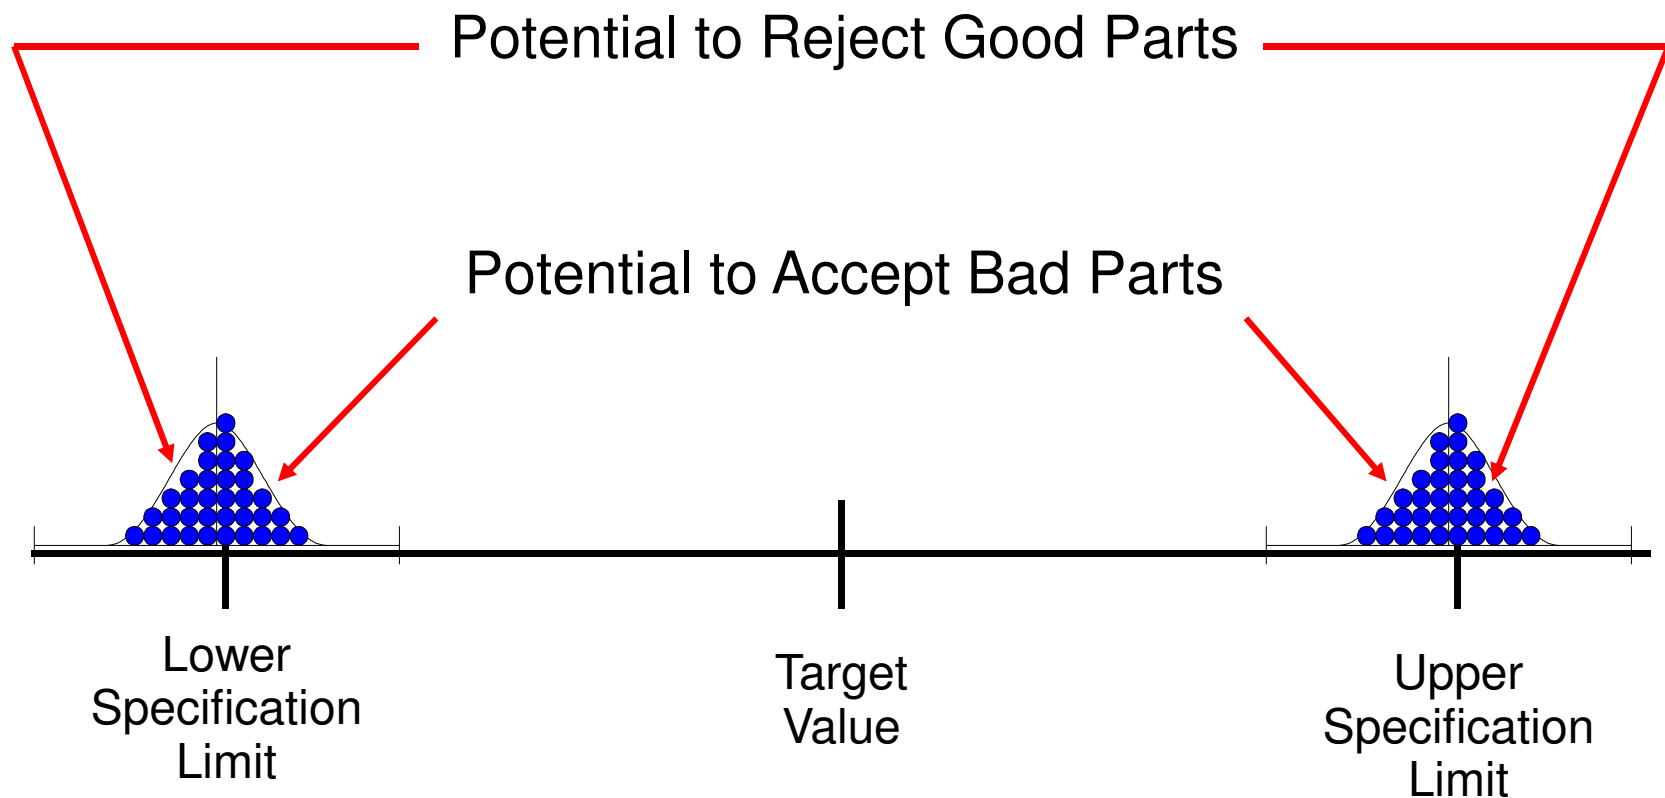 Potential to Reject Good Parts
Potential to Accept Bad Parts
Lower
Specification
Limit
Target
Value
Upper
Specification
Limit